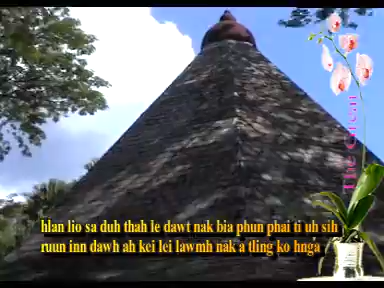 The Great
hlan lio sa duh thah le dawt nak bia phun phai ti uh sih
ruun inn dawh ah kei lei lawmh nak a tling ko hnga